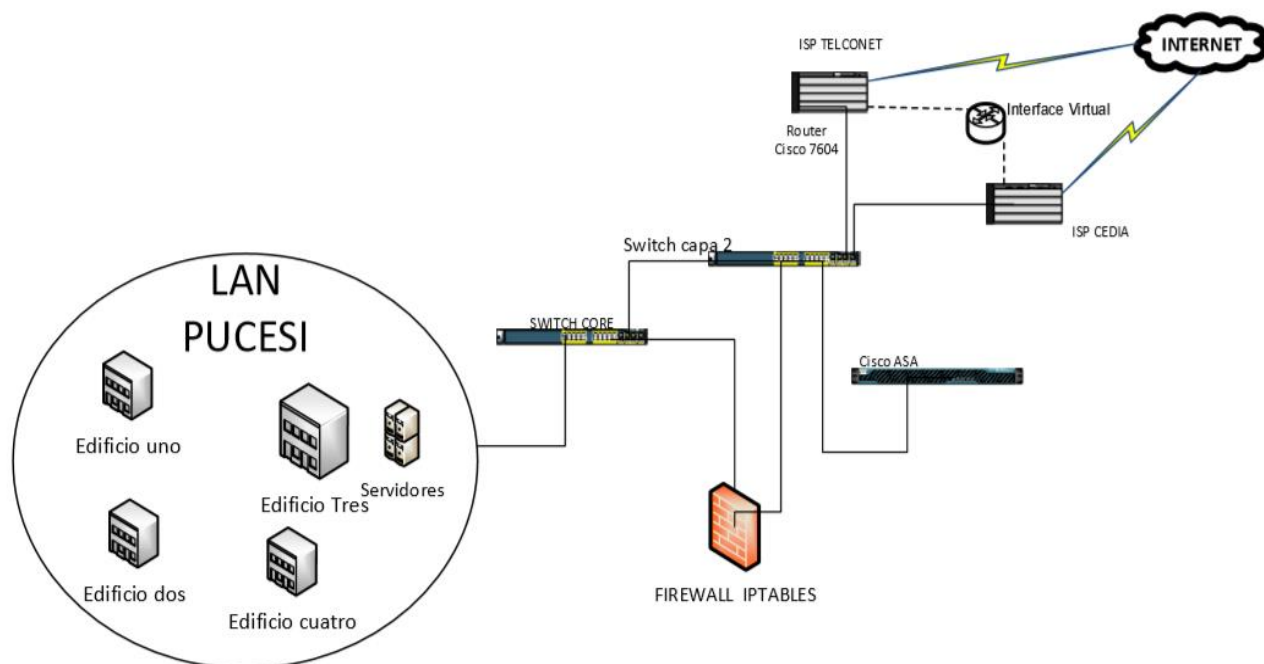 ISP TELCONET
INTERNET
Interface Virtual
Router
Cisco 7604
ISP CEDIA
Switch capa 2
LAN
PUCESI
SWITCH CORE
Cisco ASA
Edificio uno
Edificio Tres
Servidores
Edificio dos
Edificio cuatro
FIREWALL IPTABLES